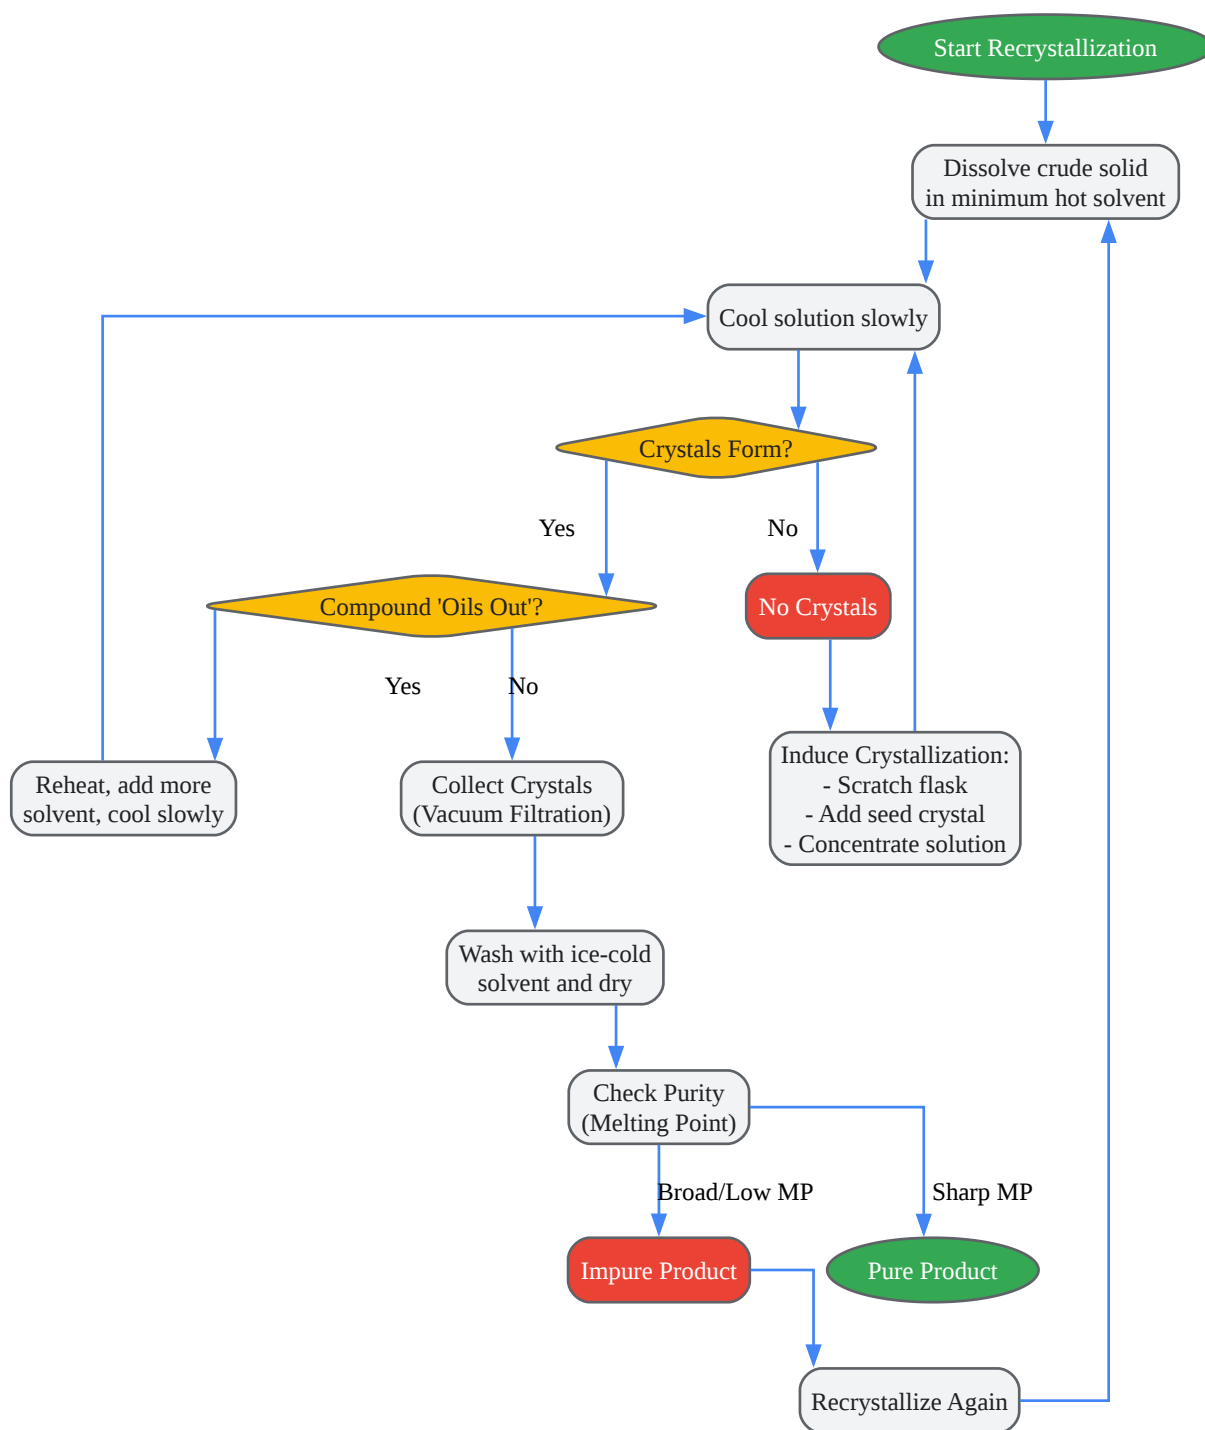 Start Recrystallization
Dissolve crude solid
in minimum hot solvent
Cool solution slowly
Crystals Form?
Yes
No
Compound 'Oils Out'?
No Crystals
Yes
No
Reheat, add more
solvent, cool slowly
Collect Crystals
(Vacuum Filtration)
Induce Crystallization:
- Scratch flask
- Add seed crystal
- Concentrate solution
Wash with ice-cold
solvent and dry
Check Purity
(Melting Point)
Broad/Low MP
Sharp MP
Impure Product
Pure Product
Recrystallize Again